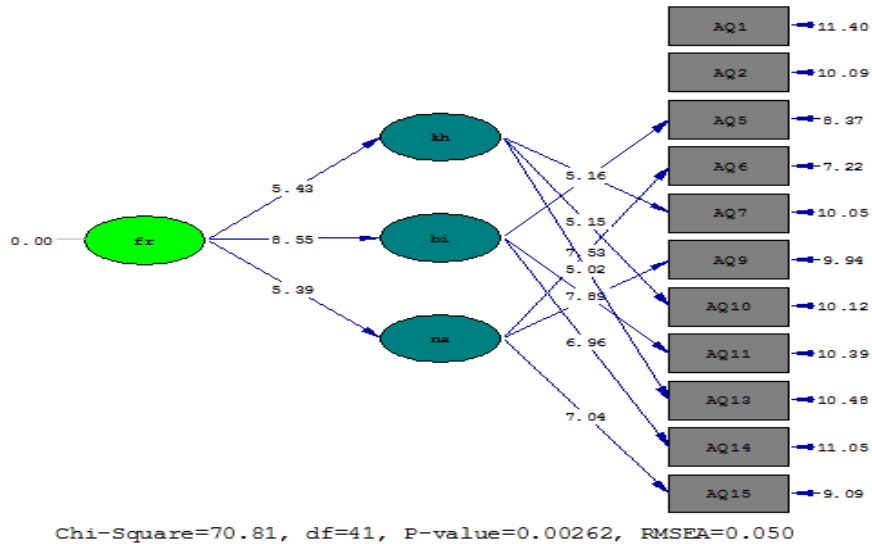 AQ1 11.40
AQ2 10.09
kh AQ5 8.37
5.16 AQ6 7.22
5.43 5.15 AQ7 10.05
0.00 fr 8.55 bi 7.53 AQ9 9.94
5.02
5.39 7.89 AQ10 10.12
na 6.96 AQ11 10.39
AQ13 10.48
7.04 AQ14 11.05
AQ15 9.09
Chi-Square=70.81, df=41, P-value=0.00262, RMSEA=0.050